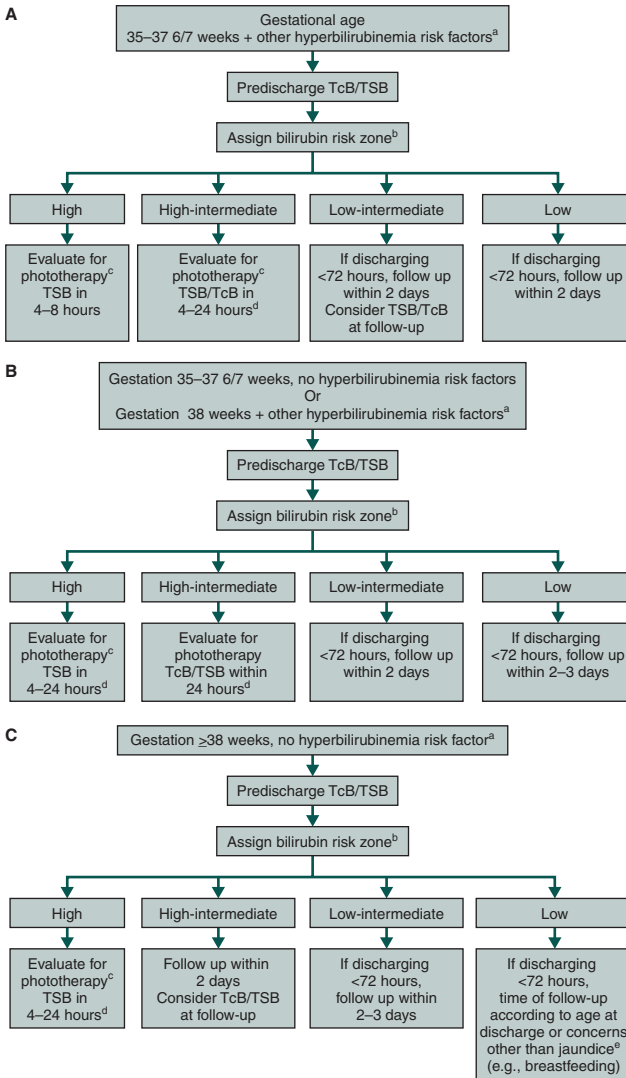 A
Gestational age
35–37 6/7 weeks + other hyperbilirubinemia risk factorsᵃ
Predischarge TcB/TSB
Assign bilirubin risk zoneᵇ
High
High-intermediate
Low-intermediate
Low
Evaluate for
phototherapyᶜ
TSB in
4–8 hours
Evaluate for
phototherapyᶜ
TSB/TcB in
4–24 hoursᵈ
If discharging
<72 hours, follow up
within 2 days
Consider TSB/TcB
at follow-up
If discharging
<72 hours, follow up
within 2 days
B
Gestation 35–37 6/7 weeks, no hyperbilirubinemia risk factors
Or
Gestation 38 weeks + other hyperbilirubinemia risk factorsᵃ
Predischarge TcB/TSB
Assign bilirubin risk zoneᵇ
High
High-intermediate
Low-intermediate
Low
Evaluate for
phototherapyᶜ
TSB in
4–24 hoursᵈ
Evaluate for
phototherapy
TcB/TSB within
24 hoursᵈ
If discharging
<72 hours, follow up
within 2 days
If discharging
<72 hours, follow up
within 2–3 days
C
Gestation ≥38 weeks, no hyperbilirubinemia risk factorᵃ
Predischarge TcB/TSB
Assign bilirubin risk zoneᵇ
High
High-intermediate
Low-intermediate
Low
Evaluate for
phototherapyᶜ
TSB in
4–24 hoursᵈ
Follow up within
2 days
Consider TcB/TSB
at follow-up
If discharging
<72 hours,
follow up within
2–3 days
If discharging
<72 hours,
time of follow-up
according to age at
discharge or concerns
other than jaundiceᵉ
(e.g., breastfeeding)